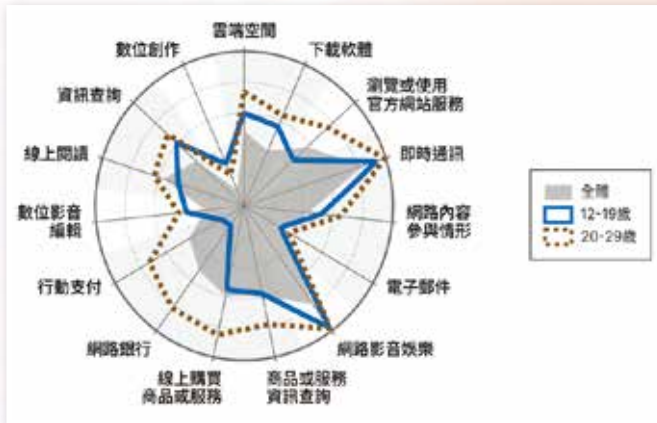 雲端空間
下載軟體
瀏覽或使用
官方網站服務
即時通訊
網路內容
參與情形
電子郵件
網路影音娛樂
商品或服務
資訊查詢
線上購買
商品或服務
網路銀行
行動支付
數位影音
編輯
線上閱讀
資訊查詢
數位創作
全體
12-19歲
20-29歲